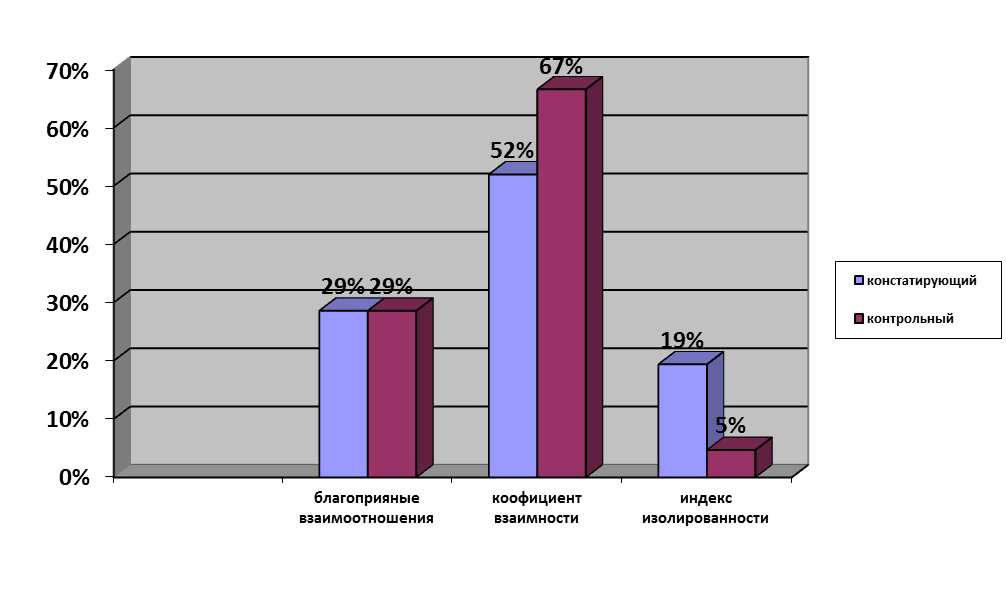 70%
60%
50%
40%
30%
20%
10%
0%
29%
29%
52%
67%
19%
5%
благоприяные
взаимоотношения
коофициент
взаимности
индекс
изолированности
констатирующий
контрольный